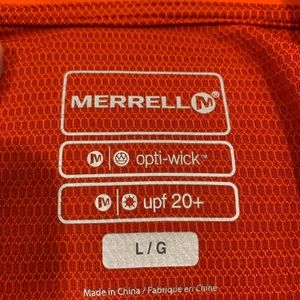 MERRELL M
M opti-wick™
M upf 20+
L / G
Made in China / Fabriqué en Chine